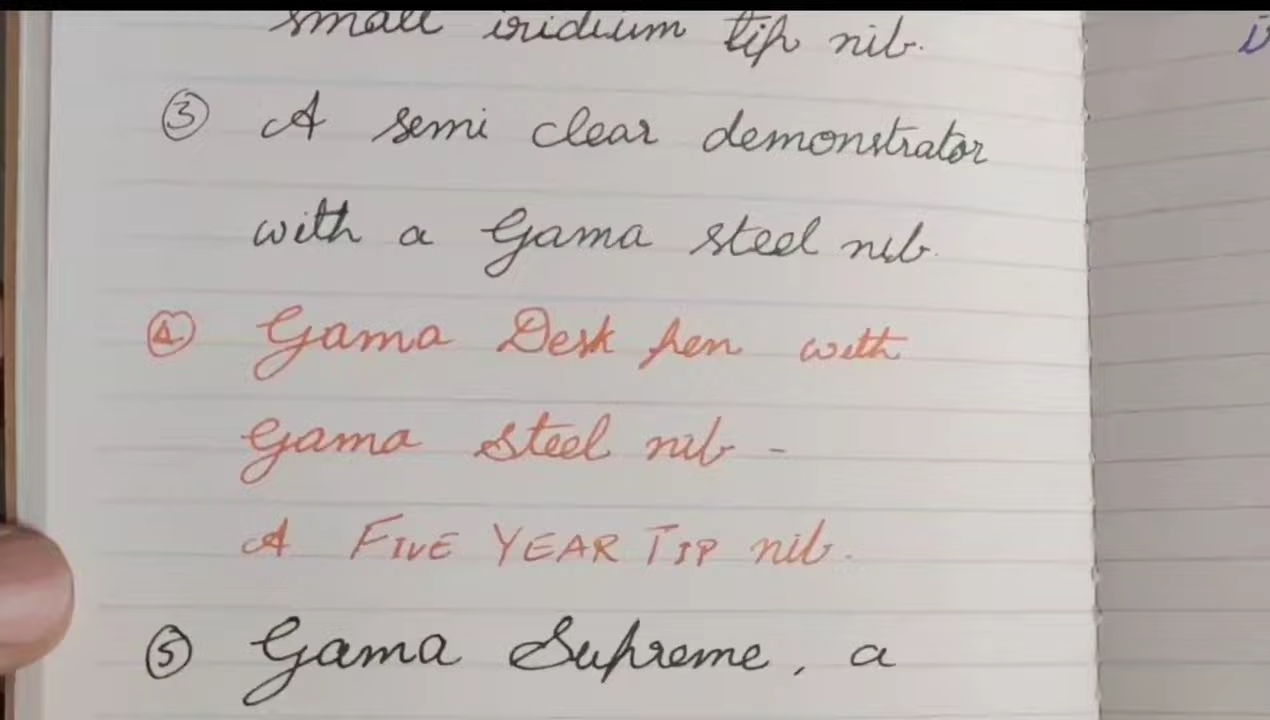 small iridium tip nib.
③ A semi clear demonstrator
with a Gama steel nib.
④ Gama Desk pen with
Gama steel nib -
A FIVE YEAR TIP nib.
⑤ Gama Supreme, a